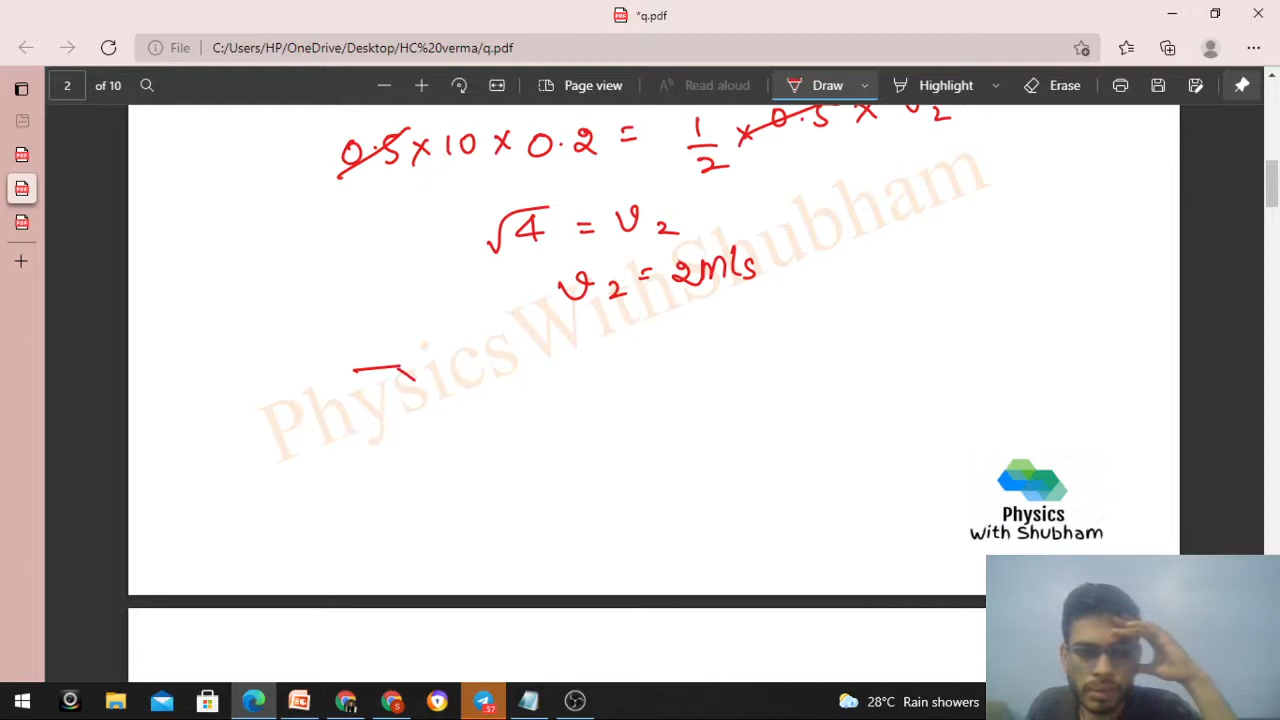 *q.pdf
File C:/Users/HP/OneDrive/Desktop/HC%20verma/q.pdf
2 of 10 Page view Read aloud Draw Highlight Erase
0.5 × 10 × 0.2 = 1/2 × 0.5 × v2
√4 = v2
v2 = 2m/s
PhysicsWithShubham
Physics
With Shubham
28°C Rain showers